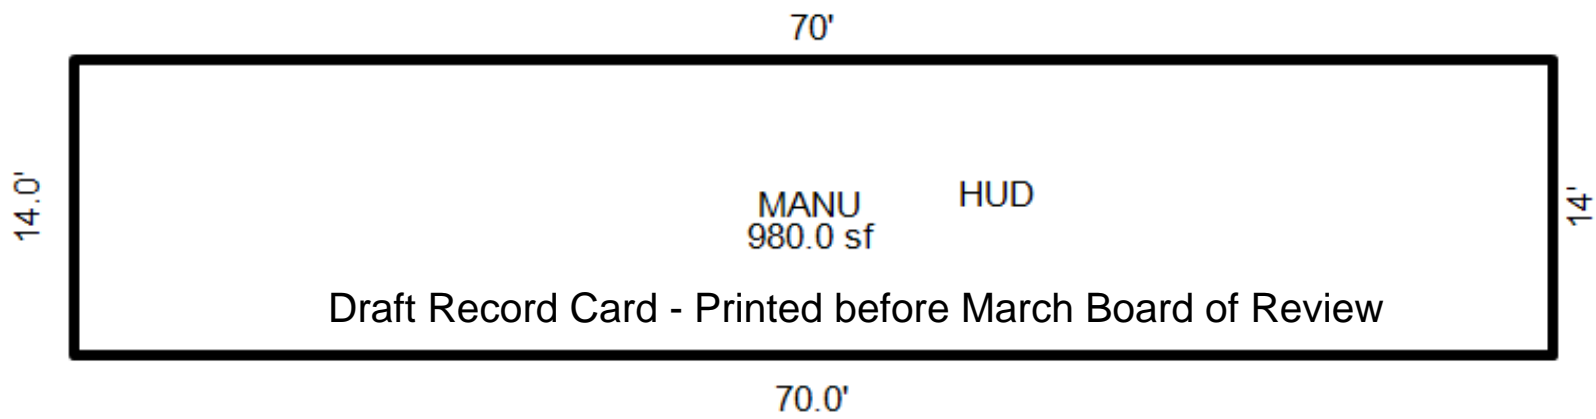 70'
14.0'
MANU
980.0 sf
HUD
14'
Draft Record Card - Printed before March Board of Review
70.0'